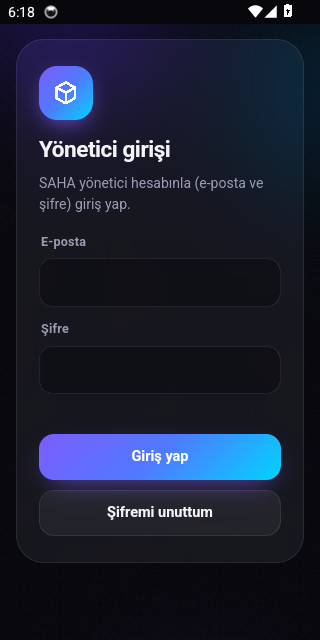 6:18
Yönetici girişi
SAHA yönetici hesabınla (e-posta ve
şifre) giriş yap.
E-posta
Şifre
Giriş yap
Şifremi unuttum